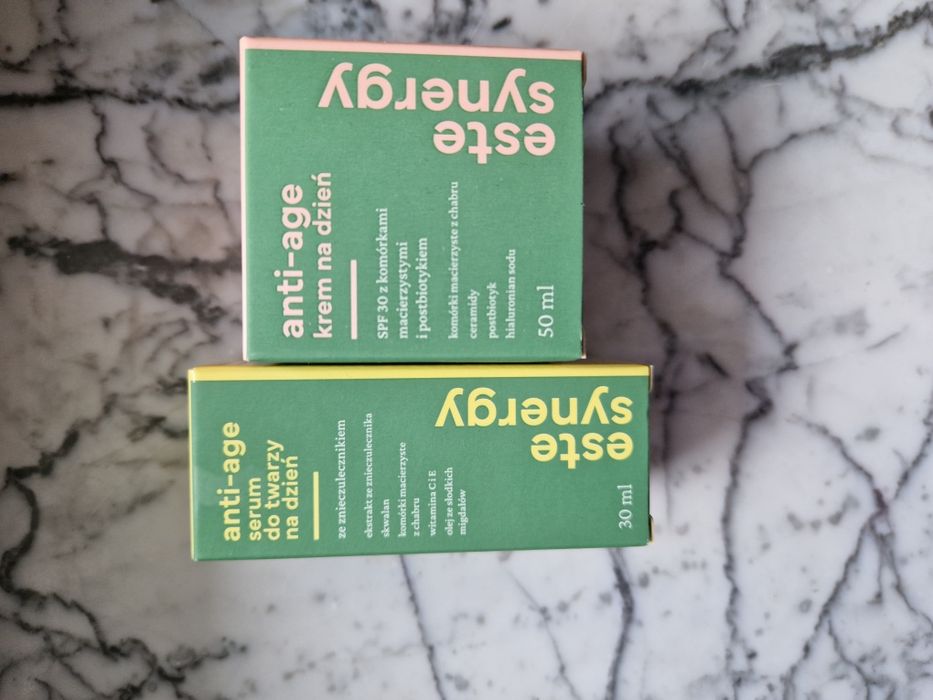 anti-age
krem na dzień
SPF 30 z komórkami
macierzystymi
i postbiotykiem
komórki macierzyste z chabru
ceramidy
postbiotyk
hialuronian sodu
50 ml
este
synergy
anti-age
serum
do twarzy
na dzień
ze znieczulecznikiem
ekstrakt ze znieczulecznika
skwalan
komórki macierzyste
z chabru
witamina C i E
olej ze słodkich
migdałów
30 ml
este
synergy